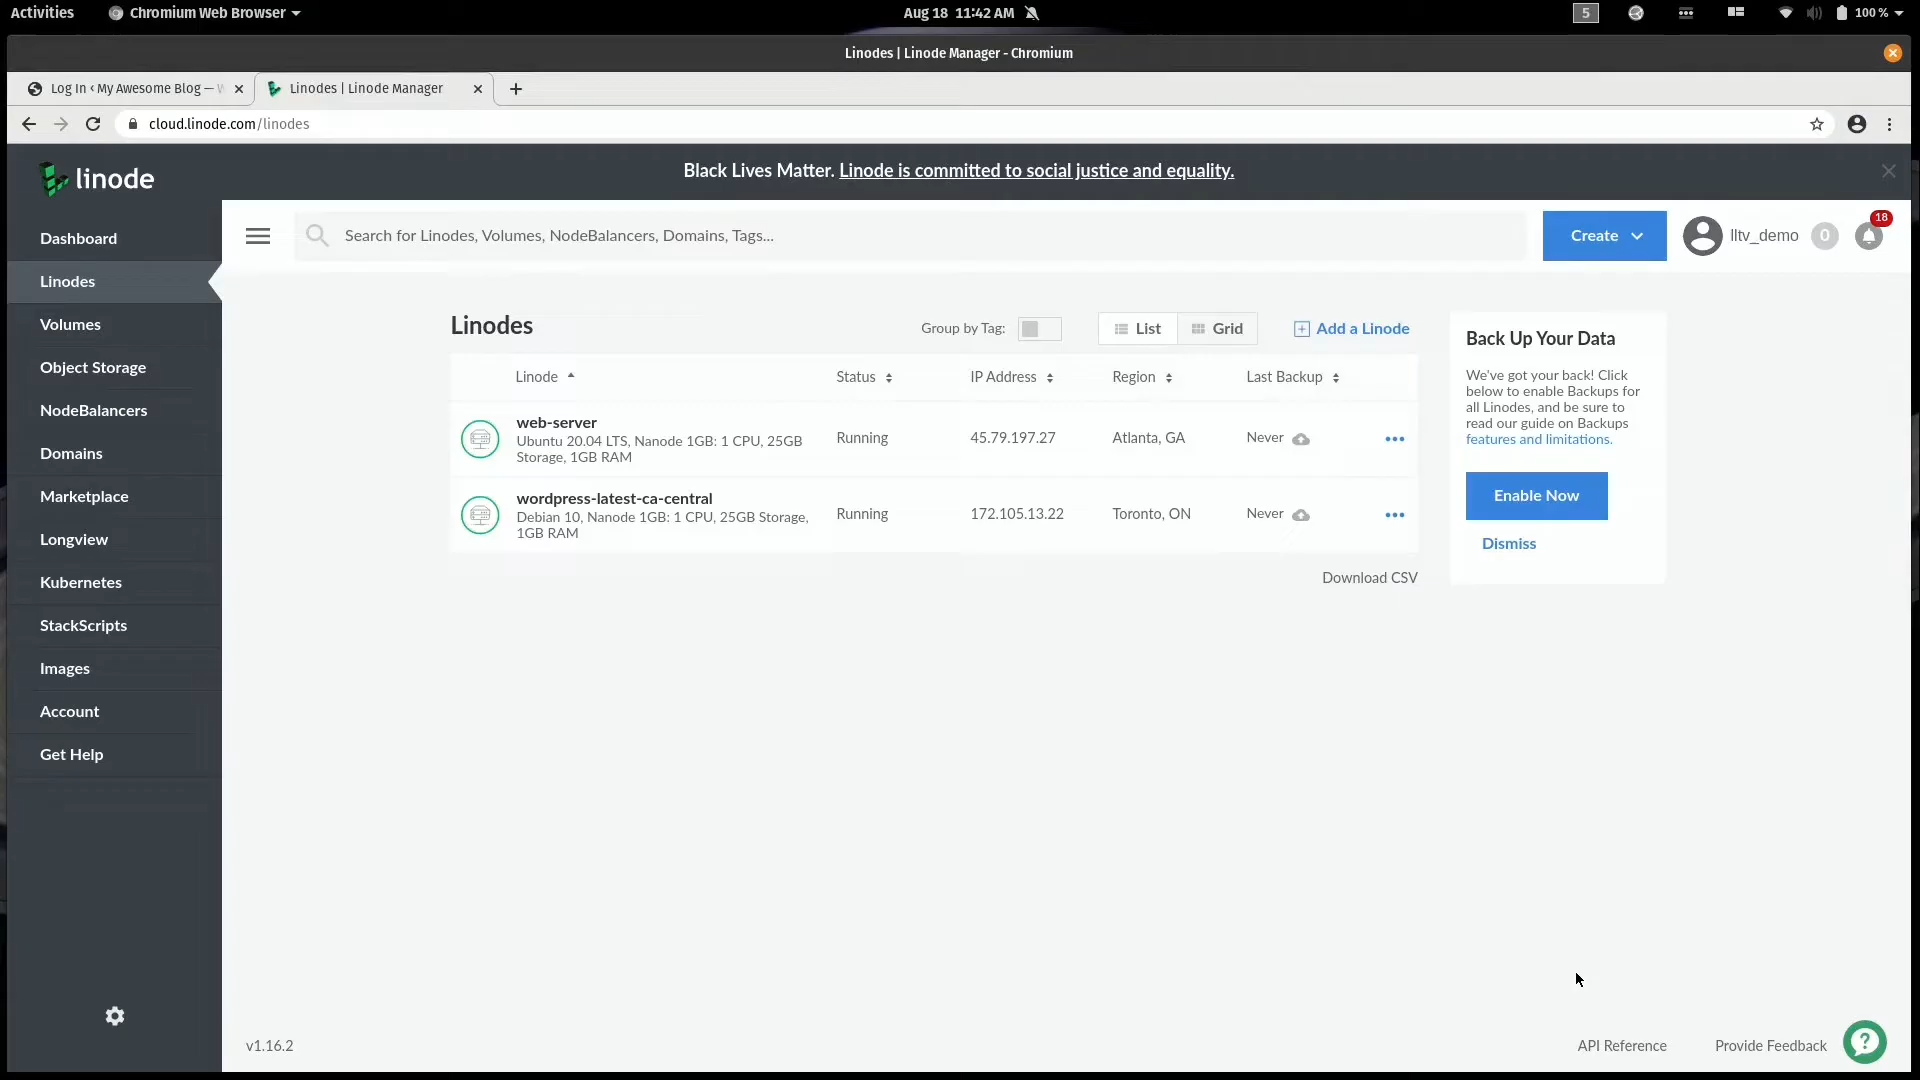 Activities Chromium Web Browser Aug 18 11:42 AM 5 100 %
Linodes | Linode Manager - Chromium
Log In ‹ My Awesome Blog — Linodes | Linode Manager
cloud.linode.com/linodes
linode
Black Lives Matter. Linode is committed to social justice and equality.
Dashboard
Linodes
Volumes
Object Storage
NodeBalancers
Domains
Marketplace
Longview
Kubernetes
StackScripts
Images
Account
Get Help
Search for Linodes, Volumes, NodeBalancers, Domains, Tags...
Create
lltv_demo
0
18
Linodes
Group by Tag:
List
Grid
Add a Linode
Linode Status IP Address Region Last Backup
web-server
Ubuntu 20.04 LTS, Nanode 1GB: 1 CPU, 25GB
Storage, 1GB RAM
Running 45.79.197.27 Atlanta, GA Never
wordpress-latest-ca-central
Debian 10, Nanode 1GB: 1 CPU, 25GB Storage,
1GB RAM
Running 172.105.13.22 Toronto, ON Never
Download CSV
Back Up Your Data
We've got your back! Click
below to enable Backups for
all Linodes, and be sure to
read our guide on Backups
features and limitations.
Enable Now
Dismiss
v1.16.2
API Reference
Provide Feedback